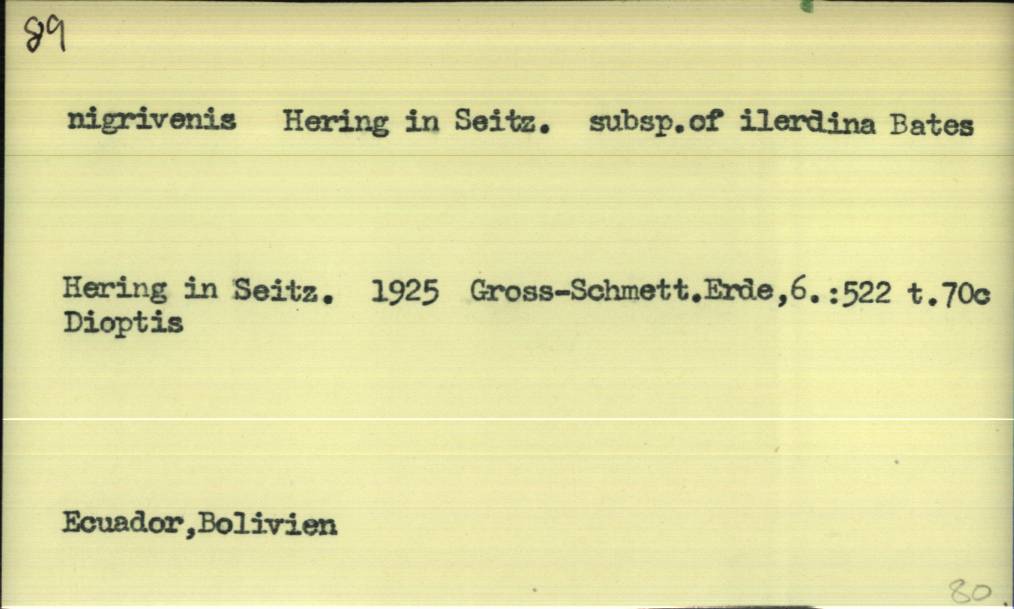 89
nigrivenis Hering in Seitz. subsp.of ilerdina Bates
Hering in Seitz. 1925 Gross-Schmett.Erde,6.:522 t.70c
Dioptis
Ecuador,Bolivien
80